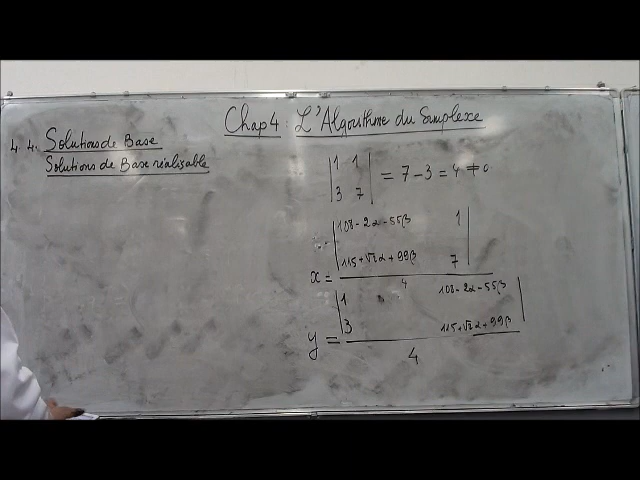 Chap 4 : L'Algorithme du Simplexe
4.4. Solutions de Base
Solutions de Base réalisable
|1 1|
|3 7| = 7 - 3 = 4 ≠ 0
|108 - 2α - 55β 1|
|115 + √2α + 99β 7|
x =
4
|1 108 - 2α - 55β|
|3 115 + √2α + 99β|
y =
4